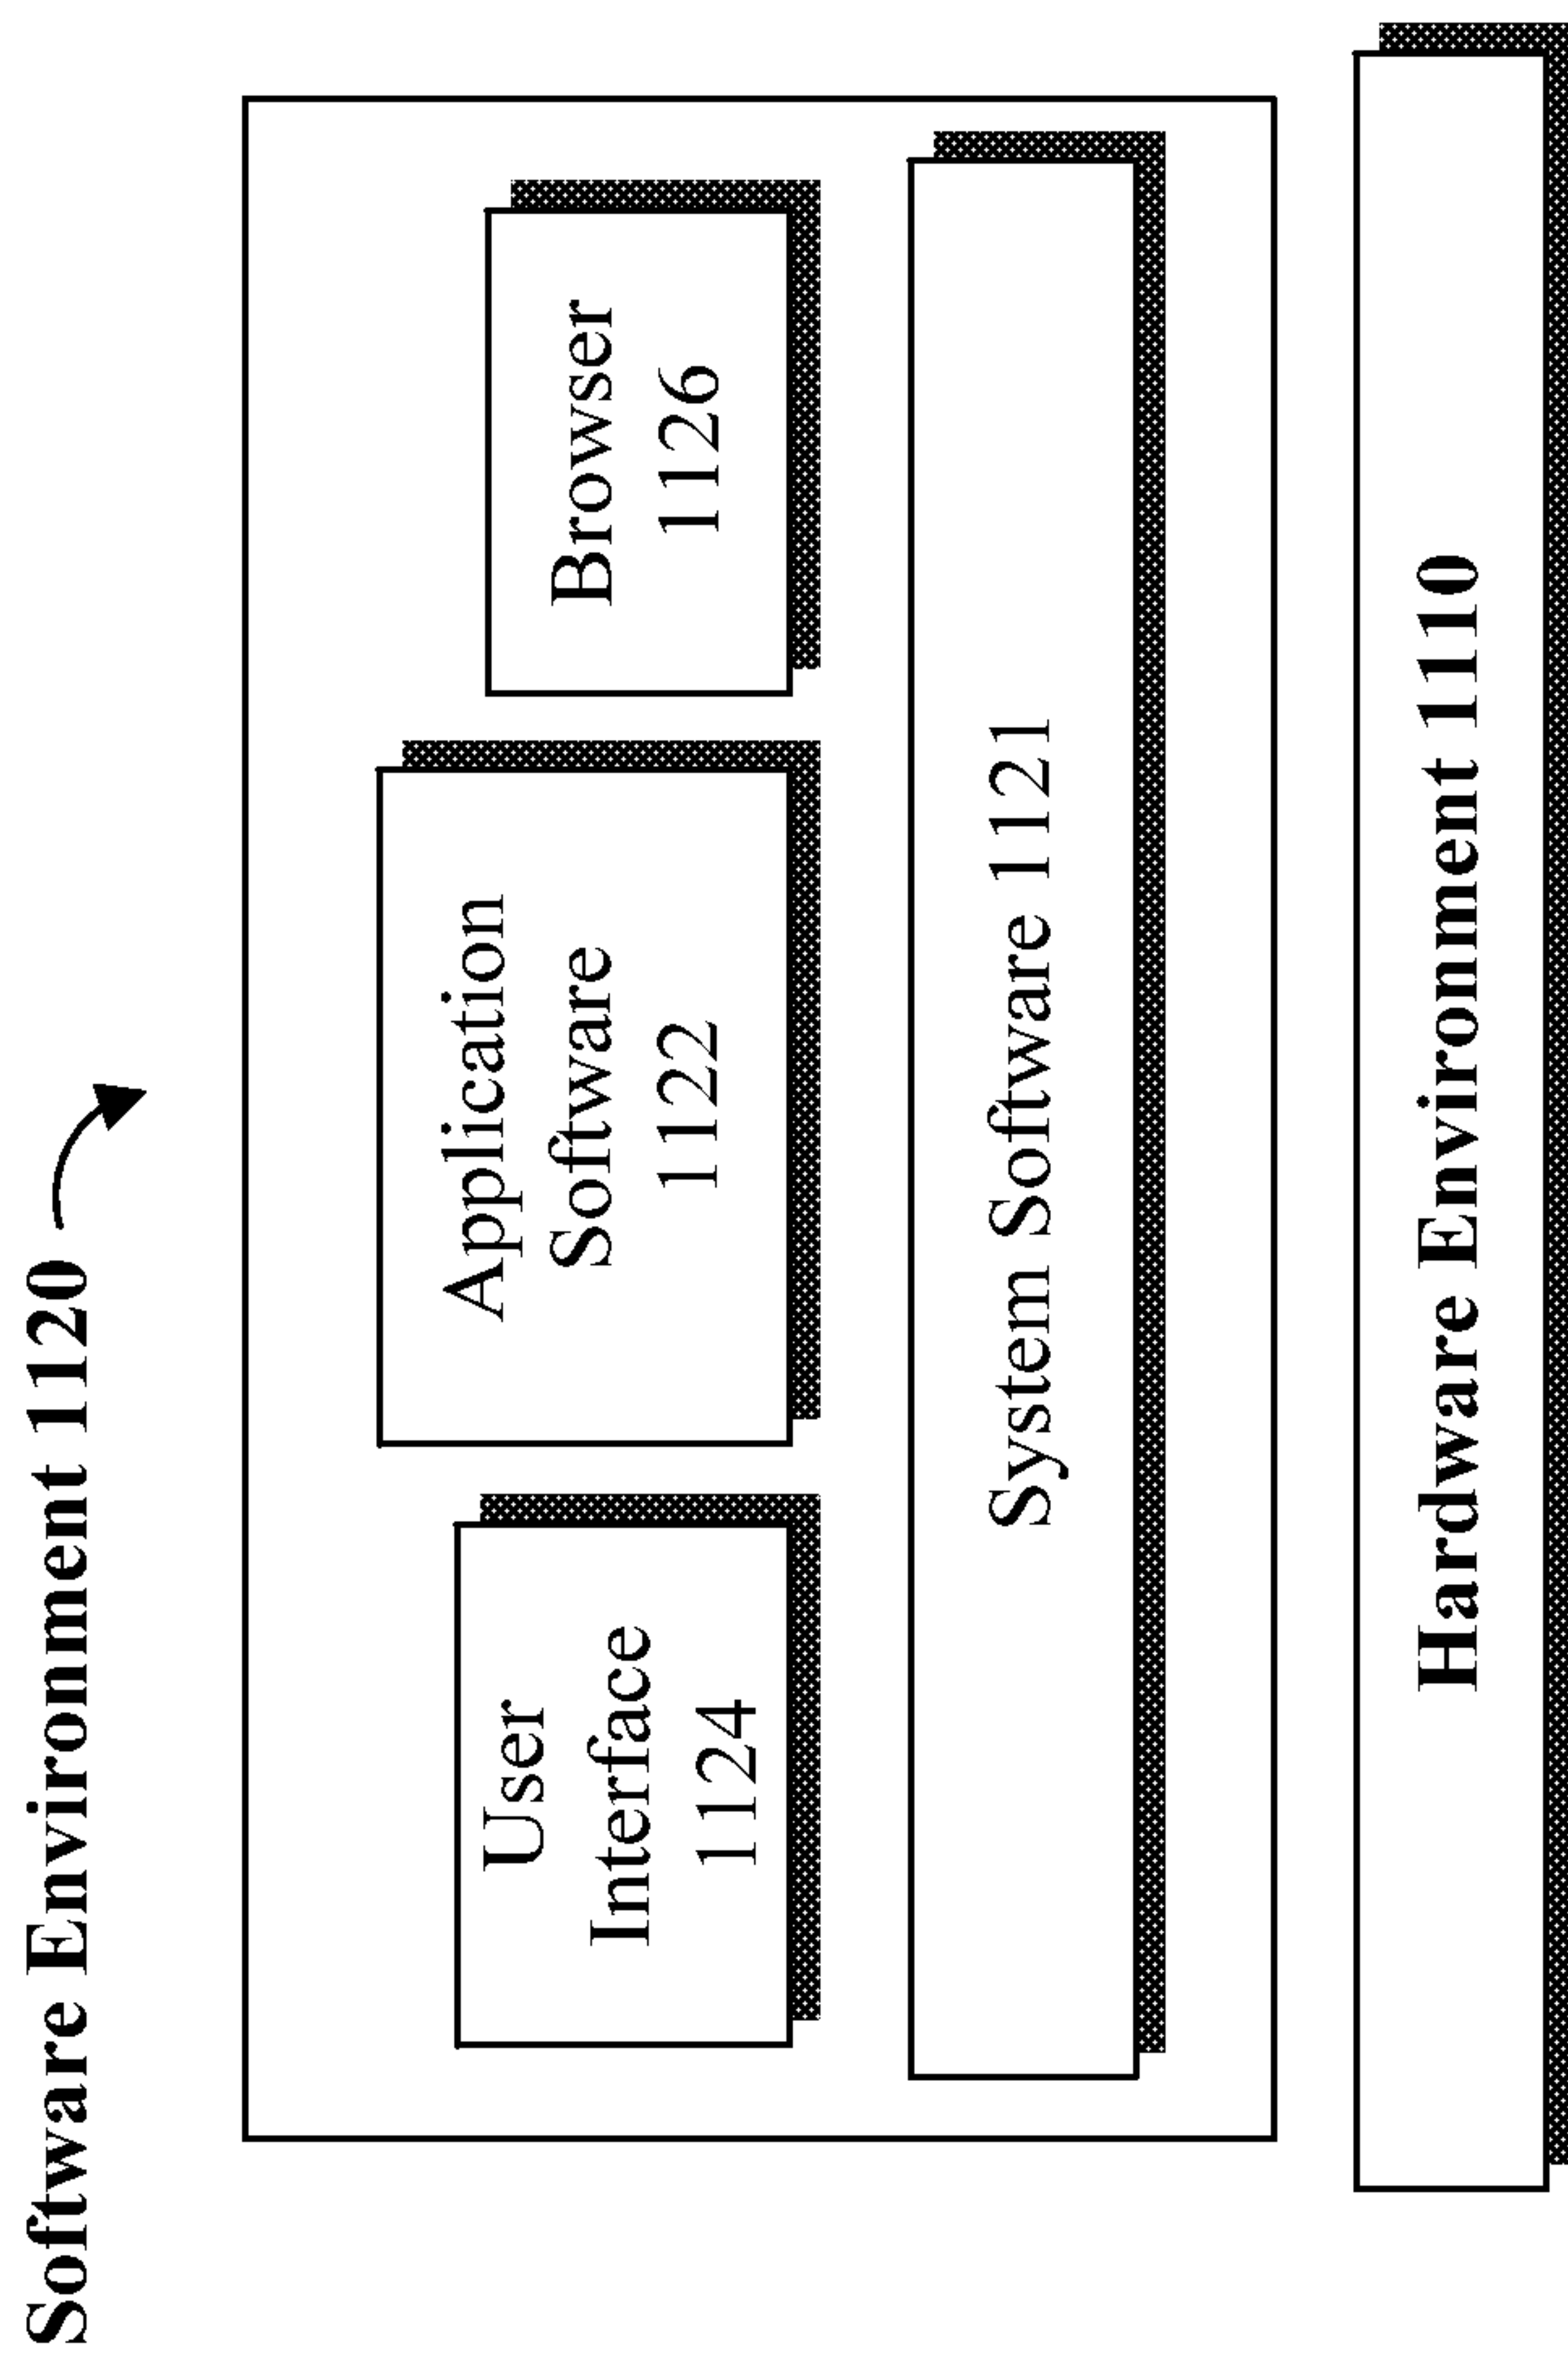 Software Environment 1120
User
Interface
1124
Application
Software
1122
Browser
1126
System Software 1121
Hardware Environment 1110